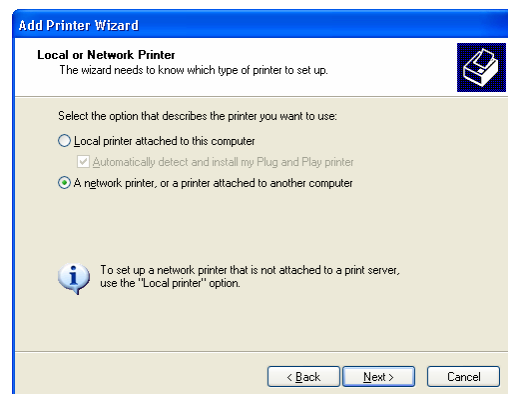 Add Printer Wizard
Local or Network Printer
The wizard needs to know which type of printer to set up.
Select the option that describes the printer you want to use:
Local printer attached to this computer
Automatically detect and install my Plug and Play printer
A network printer, or a printer attached to another computer
To set up a network printer that is not attached to a print server,
use the "Local printer" option.
< Back Next > Cancel